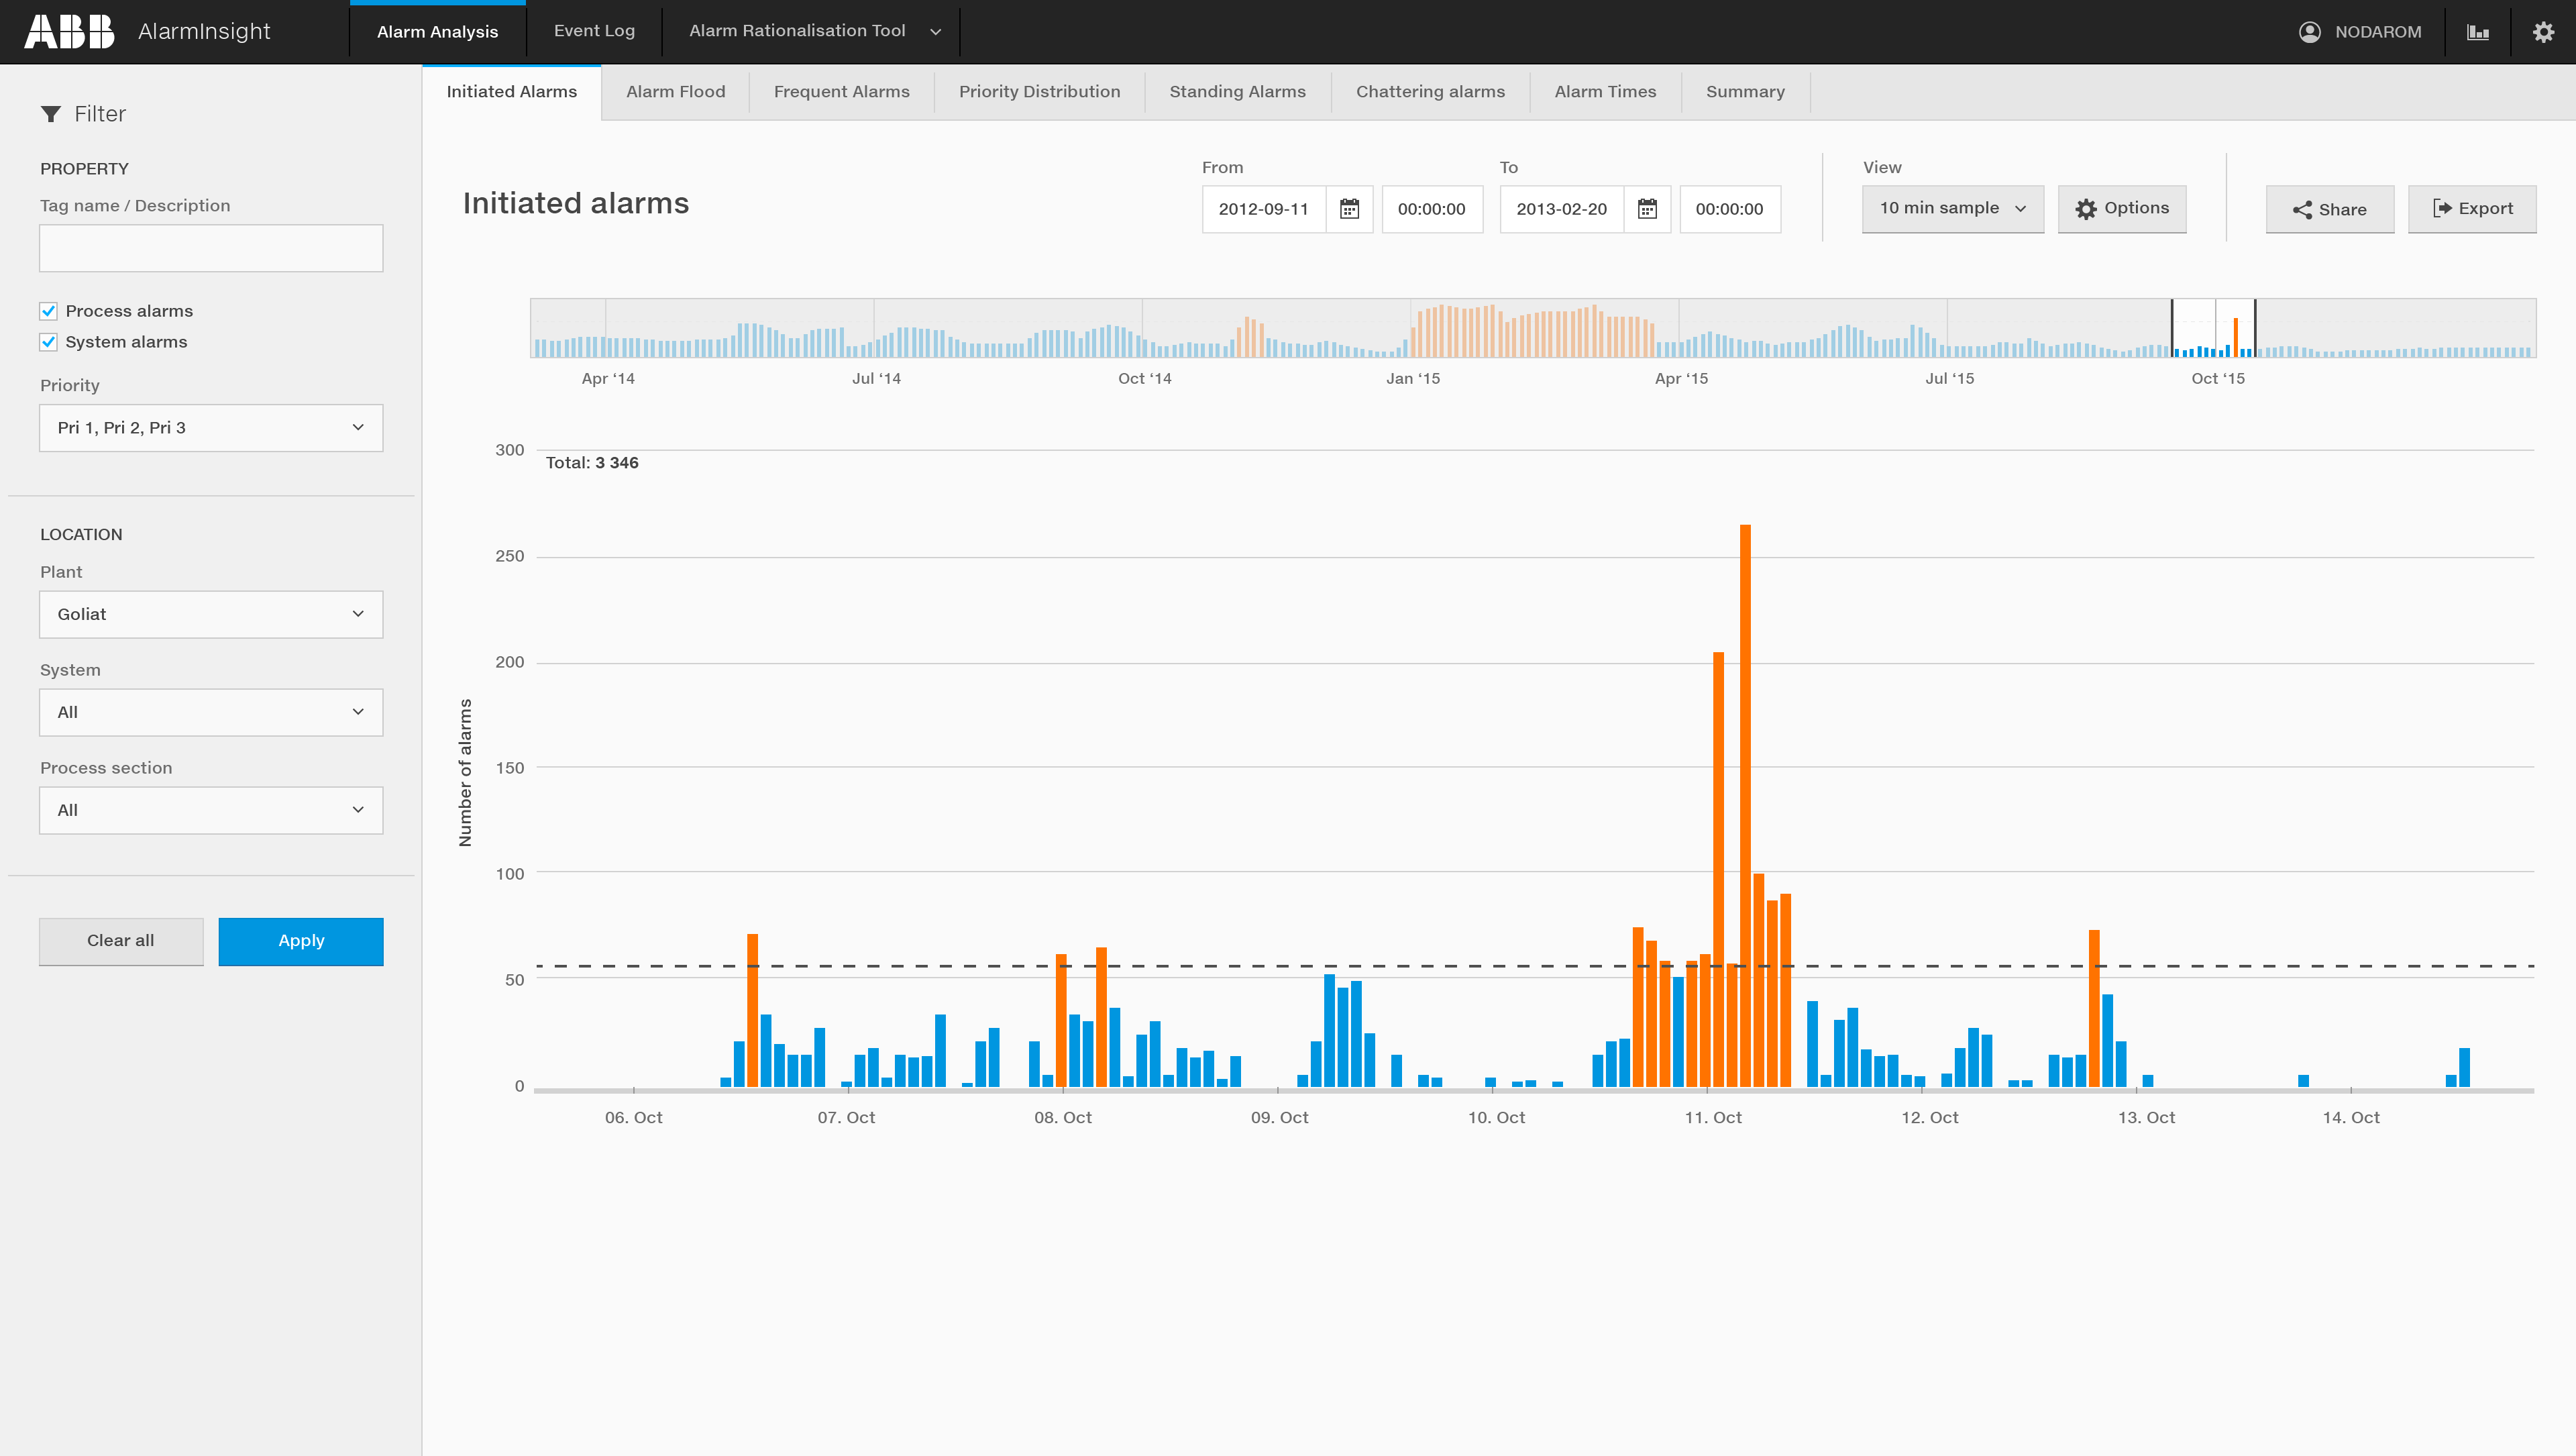 ABB AlarmInsight Alarm Analysis Event Log Alarm Rationalisation Tool NODAROM
Initiated Alarms Alarm Flood Frequent Alarms Priority Distribution Standing Alarms Chattering alarms Alarm Times Summary
Filter
PROPERTY
Tag name / Description
Process alarms
System alarms
Priority
Pri 1, Pri 2, Pri 3
LOCATION
Plant
Goliat
System
All
Process section
All
Clear all Apply
Initiated alarms
From To View
2012-09-11 00:00:00 2013-02-20 00:00:00 10 min sample Options Share Export
Apr ‘14 Jul ‘14 Oct ‘14 Jan ‘15 Apr ‘15 Jul ‘15 Oct ‘15
Total: 3 346
Number of alarms
300
250
200
150
100
50
0
06. Oct 07. Oct 08. Oct 09. Oct 10. Oct 11. Oct 12. Oct 13. Oct 14. Oct